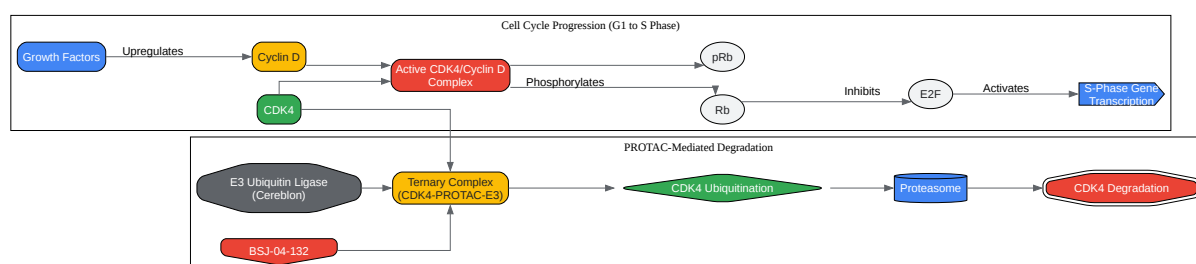 Cell Cycle Progression (G1 to S Phase)
Growth Factors
Upregulates
Cyclin D
CDK4
Active CDK4/Cyclin D
Complex
Phosphorylates
pRb
Rb
Inhibits
E2F
Activates
S-Phase Gene
Transcription
PROTAC-Mediated Degradation
E3 Ubiquitin Ligase
(Cereblon)
BSJ-04-132
Ternary Complex
(CDK4-PROTAC-E3)
CDK4 Ubiquitination
Proteasome
CDK4 Degradation